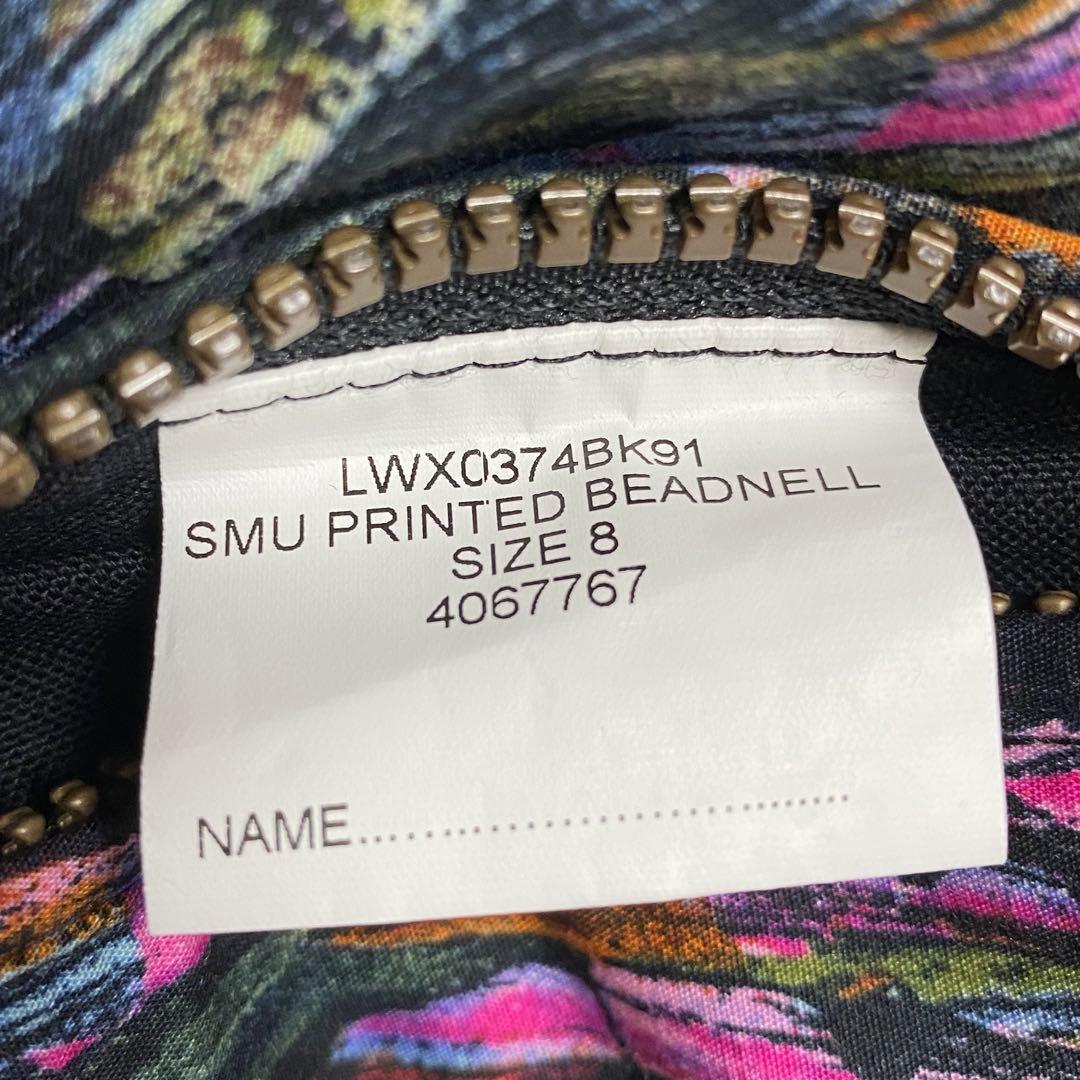 LWX0374BK91
SMU PRINTED BEADNELL
SIZE 8
4067767
NAME..............................